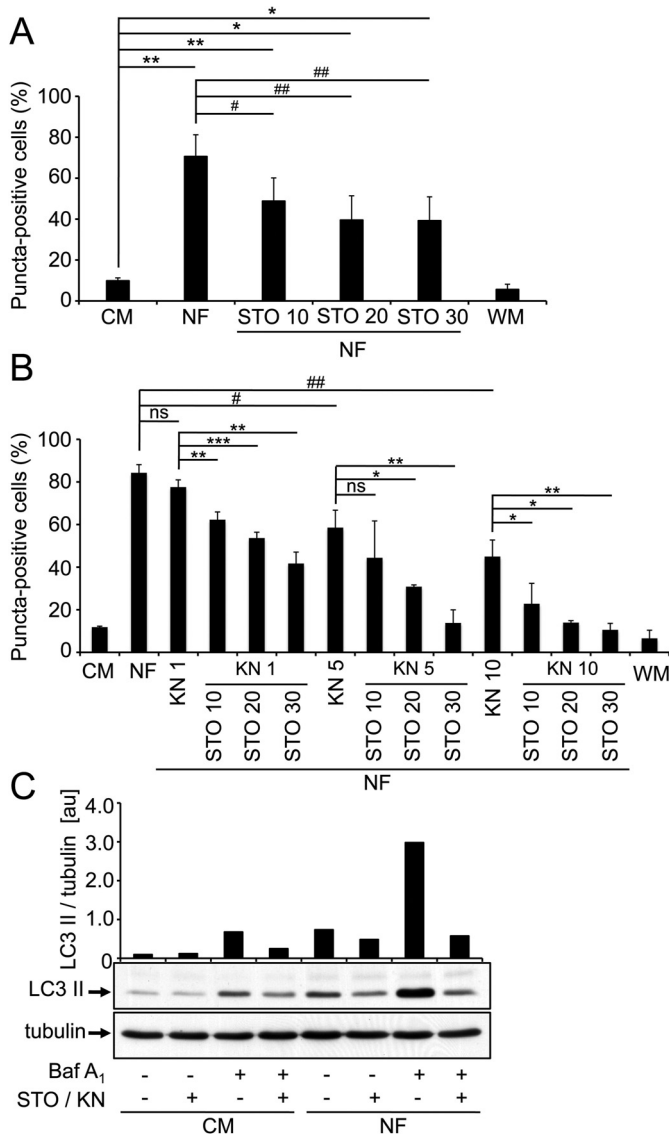 A
Puncta-positive cells (%)
*
*
**
**
##
##
#
100
80
60
40
20
0
CM NF STO 10 STO 20 STO 30 WM
NF
B
Puncta-positive cells (%)
##
#
ns
**
***
**
**
*
ns
**
*
*
100
80
60
40
20
0
CM NF KN 1 KN 1 KN 5 KN 5 KN 10 KN 10 WM
STO 10 STO 20 STO 30 STO 10 STO 20 STO 30 STO 10 STO 20 STO 30
NF
C
LC3 II / tubulin [au]
4.0
3.0
2.0
1.0
0
LC3 II
tubulin
Baf A₁ - - + + - - + +
STO / KN - + - + - + - +
CM NF